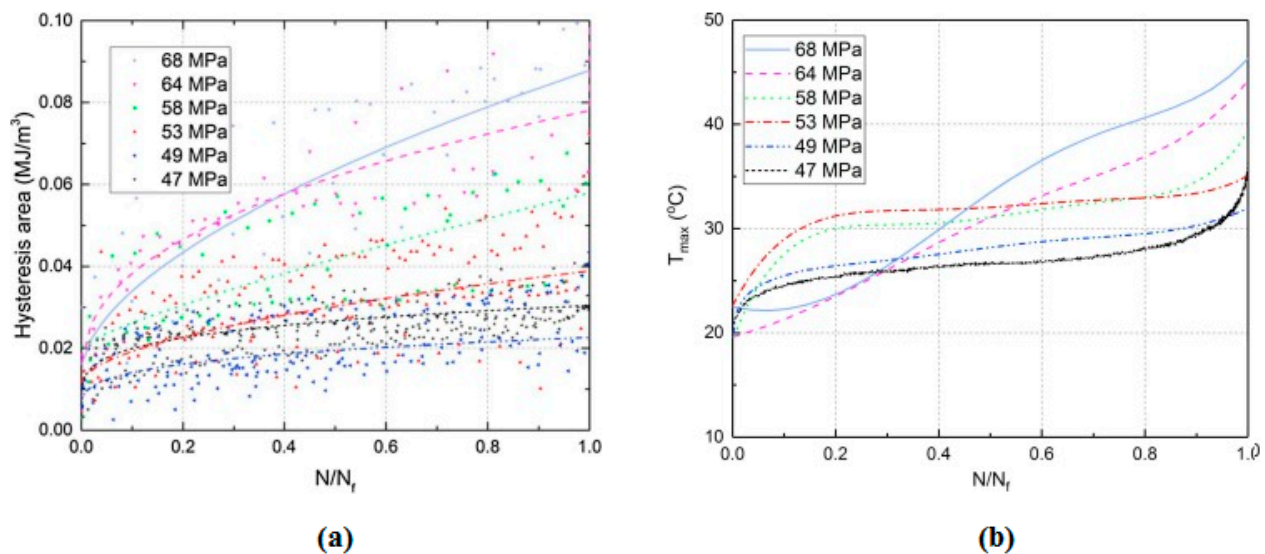 0.10
0.08
0.06
0.04
0.02
0.00
Hysteresis area (MJ/m³)
68 MPa
64 MPa
58 MPa
53 MPa
49 MPa
47 MPa
0.0 0.2 0.4 0.6 0.8 1.0
N/Nf
(a)
50
40
30
20
10
Tmax (°C)
68 MPa
64 MPa
58 MPa
53 MPa
49 MPa
47 MPa
0.0 0.2 0.4 0.6 0.8 1.0
N/Nf
(b)